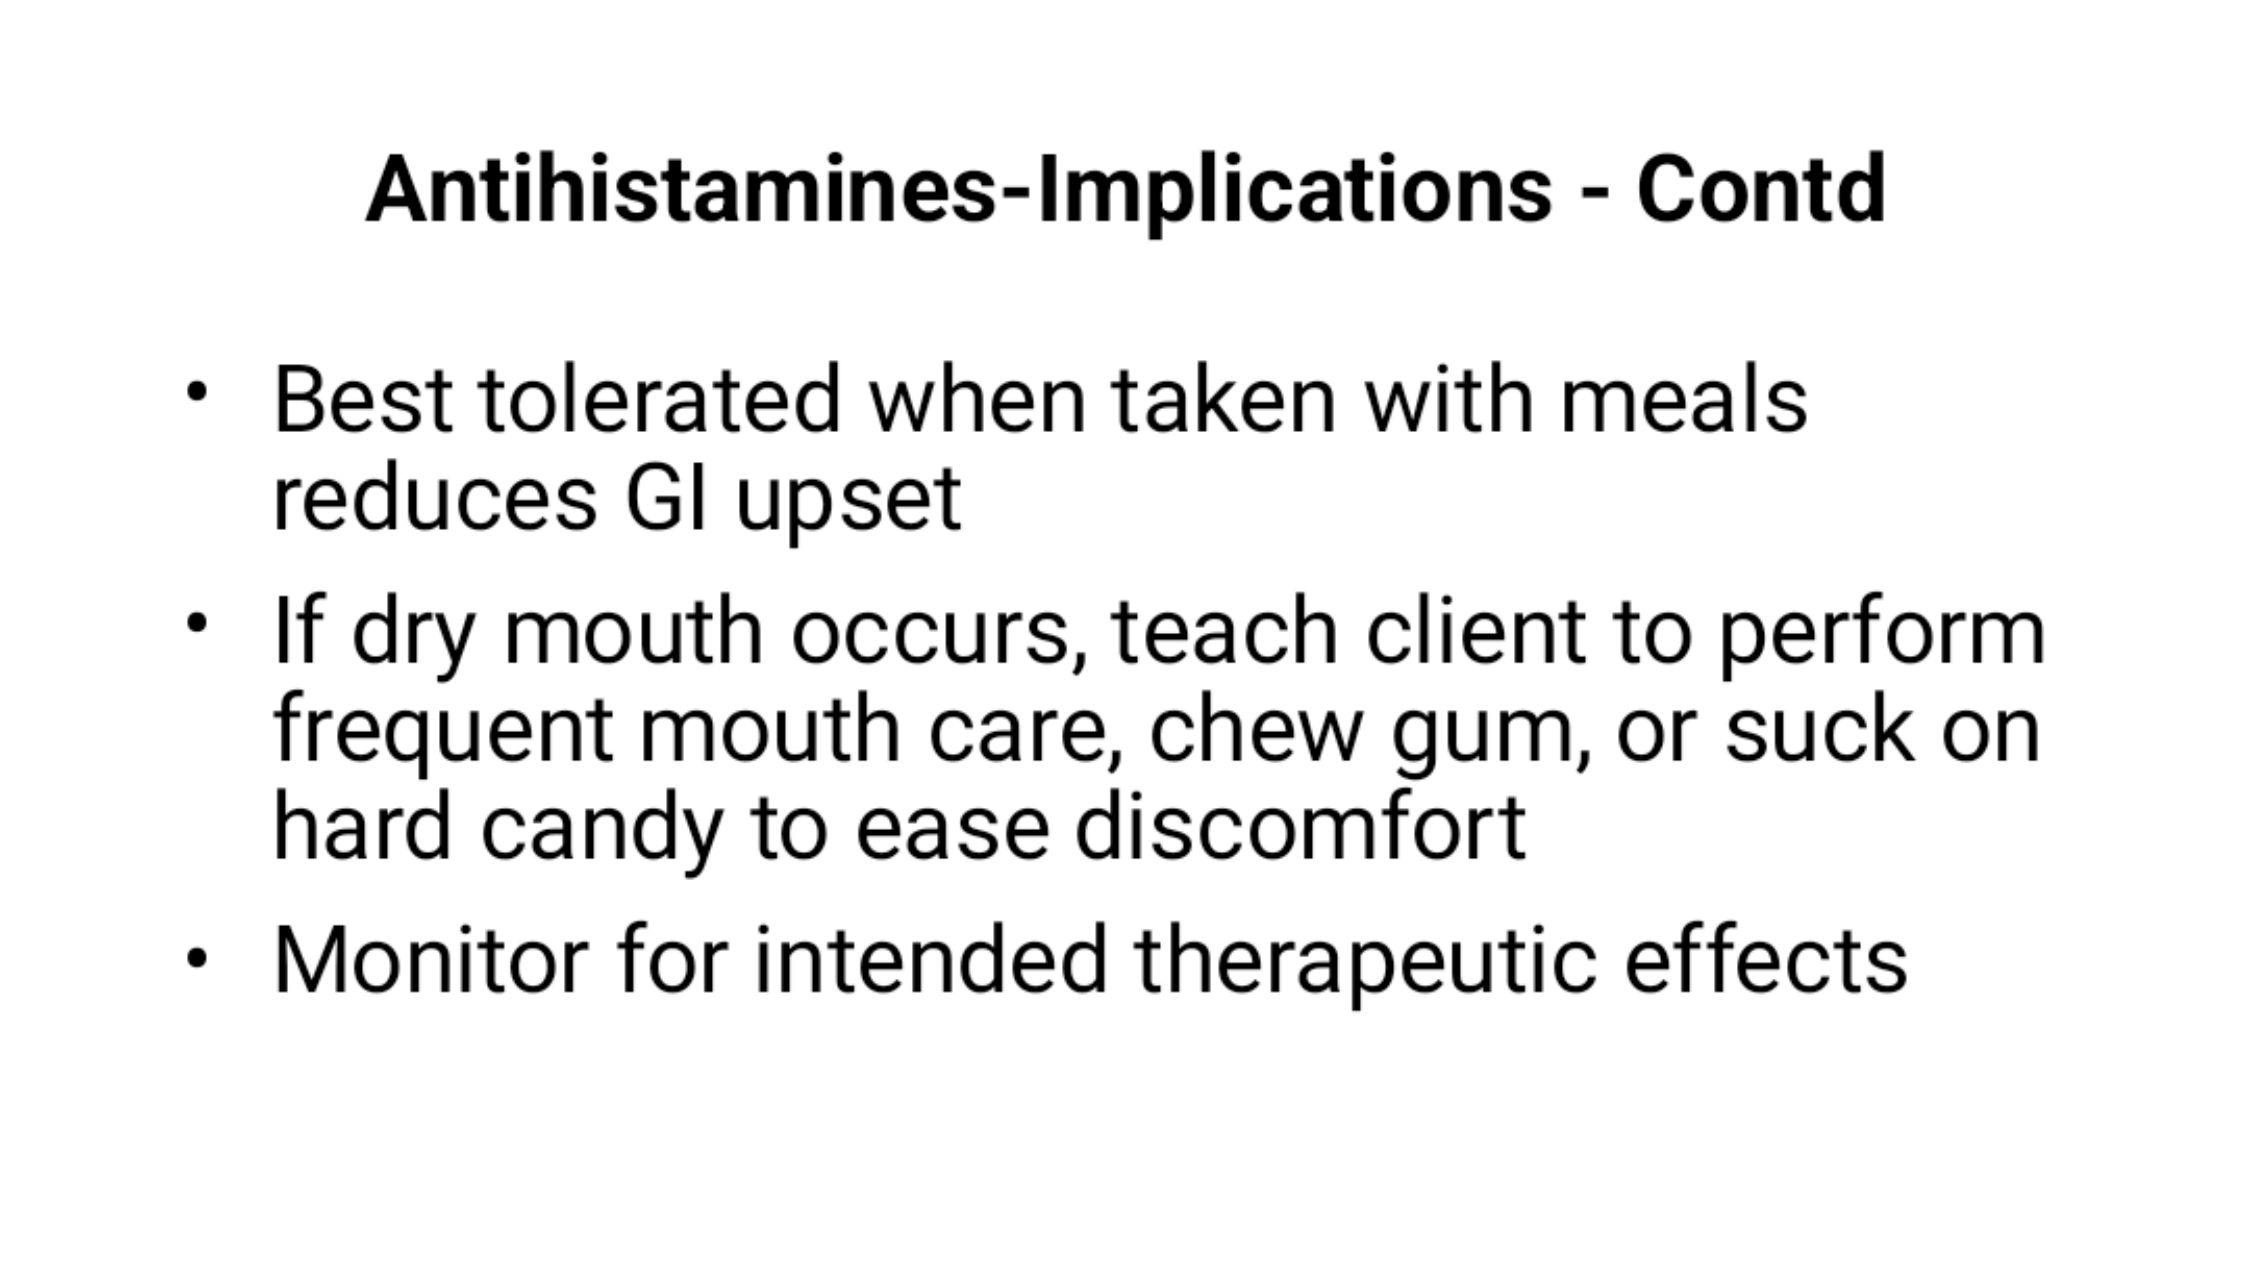 Antihistamines-Implications - Contd
• Best tolerated when taken with meals
reduces GI upset
• If dry mouth occurs, teach client to perform
frequent mouth care, chew gum, or suck on
hard candy to ease discomfort
• Monitor for intended therapeutic effects